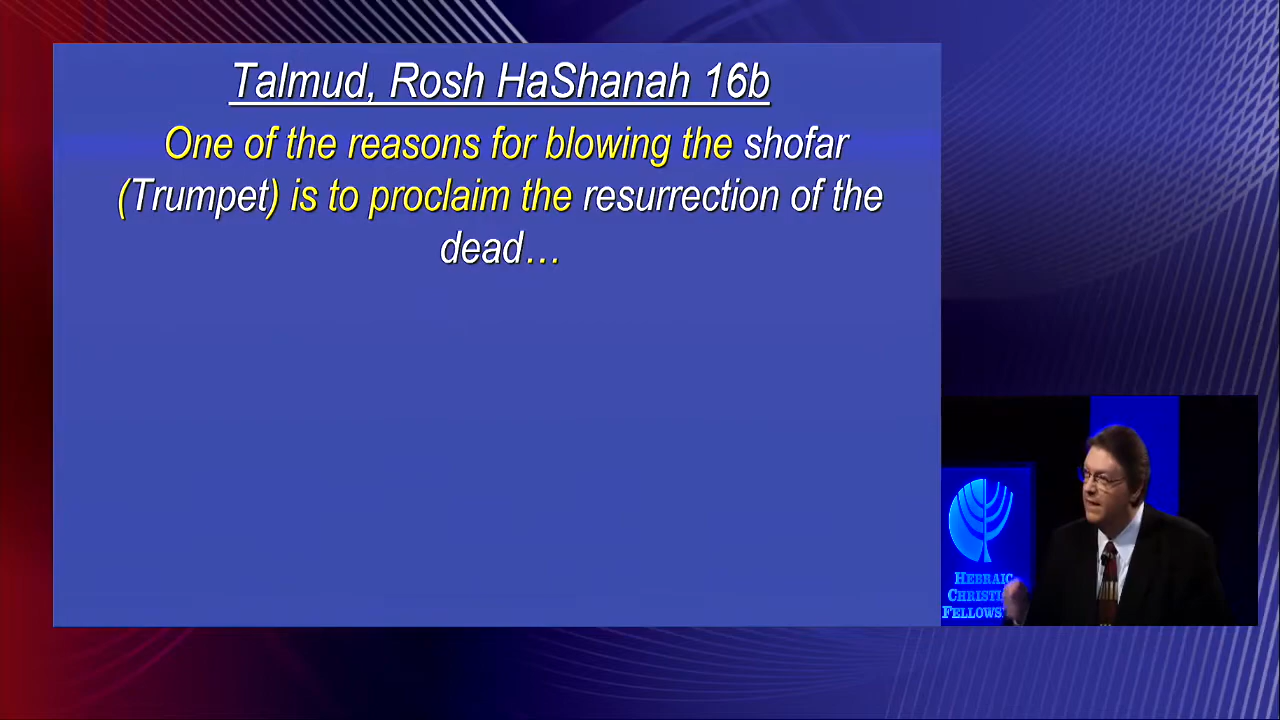 Talmud, Rosh HaShanah 16b
One of the reasons for blowing the shofar
(Trumpet) is to proclaim the resurrection of the
dead…
HEBRAIC
CHRISTI
FELLOWS